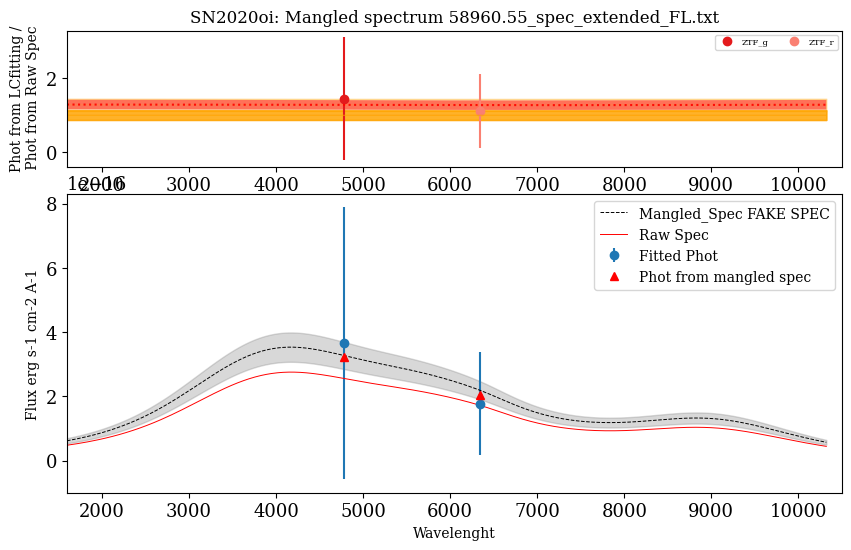 SN2020oi: Mangled spectrum 58960.55_spec_extended_FL.txt
Phot from LCfitting /
Phot from Raw Spec
2
0
ZTF_g ZTF_r
2000 3000 4000 5000 6000 7000 8000 9000 10000
1e−16
Flux erg s-1 cm-2 A-1
8
6
4
2
0
Mangled_Spec FAKE SPEC
Raw Spec
Fitted Phot
Phot from mangled spec
2000 3000 4000 5000 6000 7000 8000 9000 10000
Wavelenght